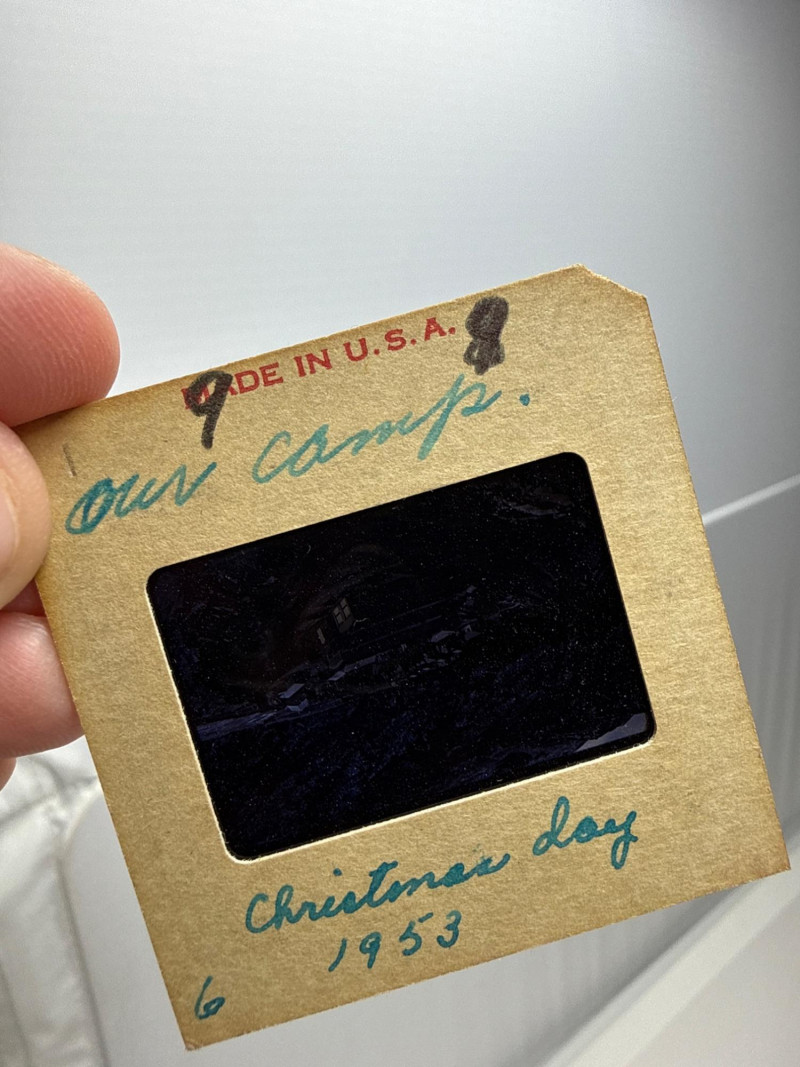 MADE IN U.S.A. 8
9
our camp.
Christmas day
1953
6